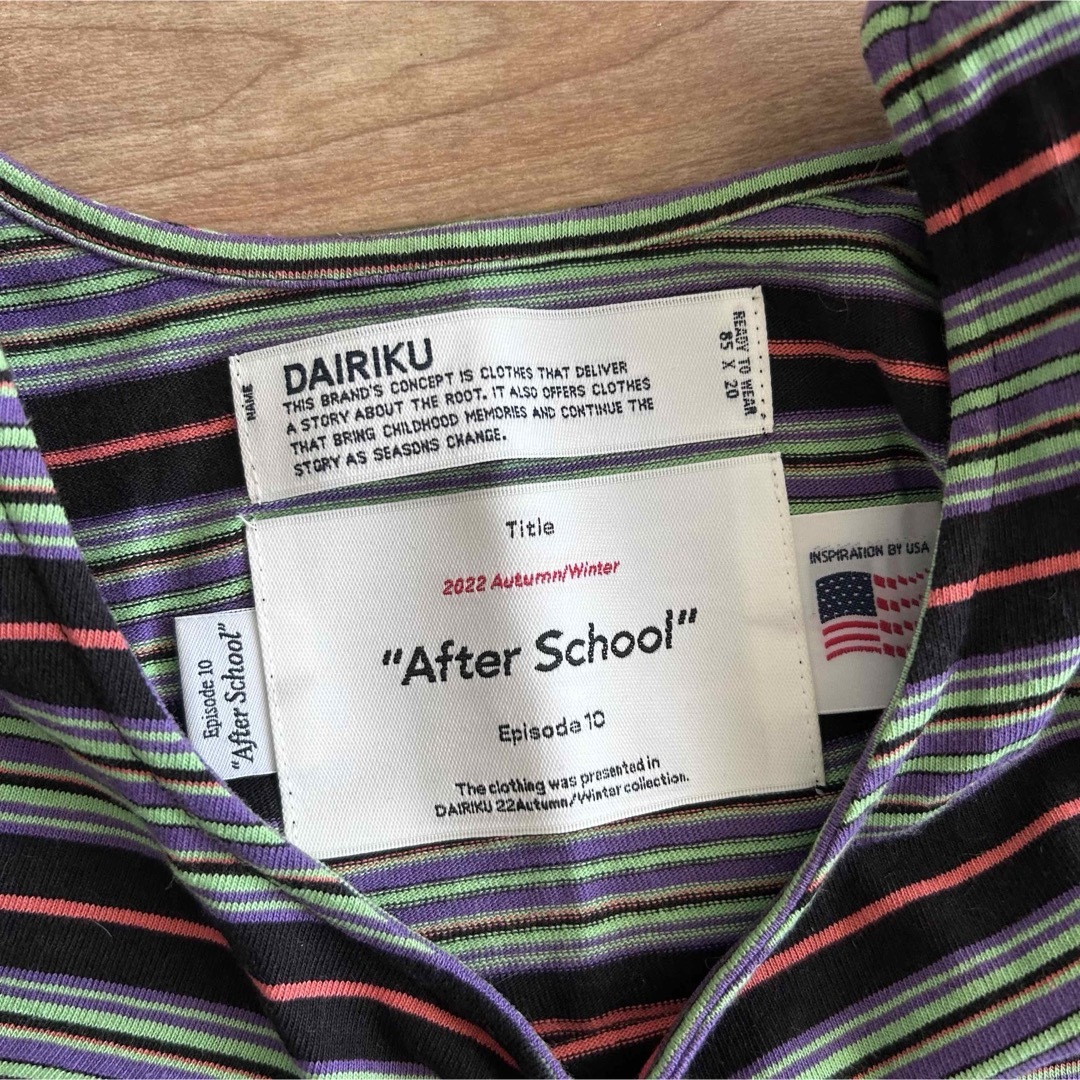 NAME
DAIRIKU
THIS BRAND'S CONCEPT IS CLOTHES THAT DELIVER
A STORY ABOUT THE ROOT. IT ALSO OFFERS CLOTHES
THAT BRING CHILDHOOD MEMORIES AND CONTINUE THE
STORY AS SEASONS CHANGE.
READY TO WEAR
85 X 20
Title
2022 Autumn/Winter
"After School"
Episode 10
The clothing was presented in
DAIRIKU 22Autumn/Winter collection.
Episode 10
"After School"
INSPIRATION BY USA